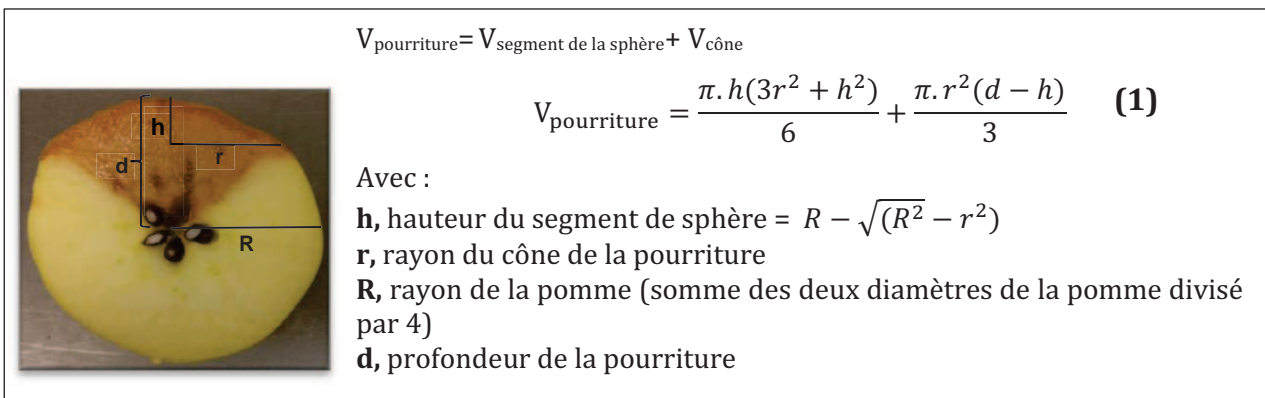 V_pourriture= V_segment de la sphère+ V_cône
V_pourriture = π. h(3r² + h²)/6 + π. r²(d − h)/3 (1)
h
r
d
R
Avec :
h, hauteur du segment de sphère = R − √(R² − r²)
r, rayon du cône de la pourriture
R, rayon de la pomme (somme des deux diamètres de la pomme divisé
par 4)
d, profondeur de la pourriture